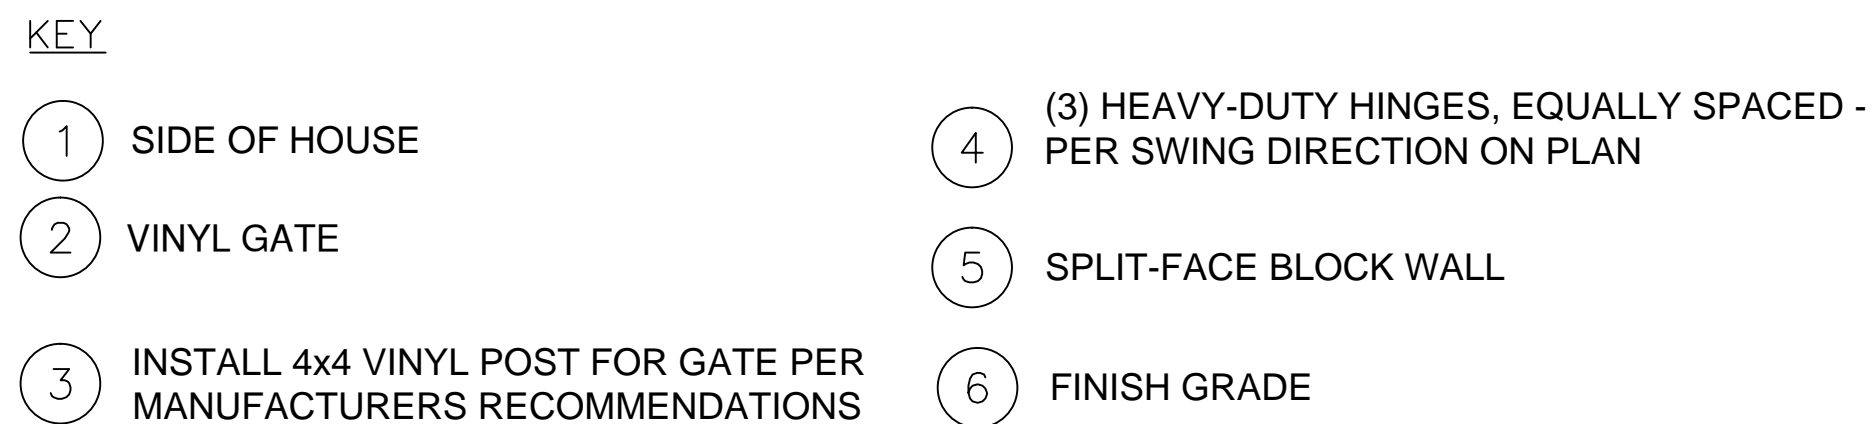 KEY
1 SIDE OF HOUSE
2 VINYL GATE
3 INSTALL 4x4 VINYL POST FOR GATE PER
MANUFACTURERS RECOMMENDATIONS
4 (3) HEAVY-DUTY HINGES, EQUALLY SPACED -
PER SWING DIRECTION ON PLAN
5 SPLIT-FACE BLOCK WALL
6 FINISH GRADE